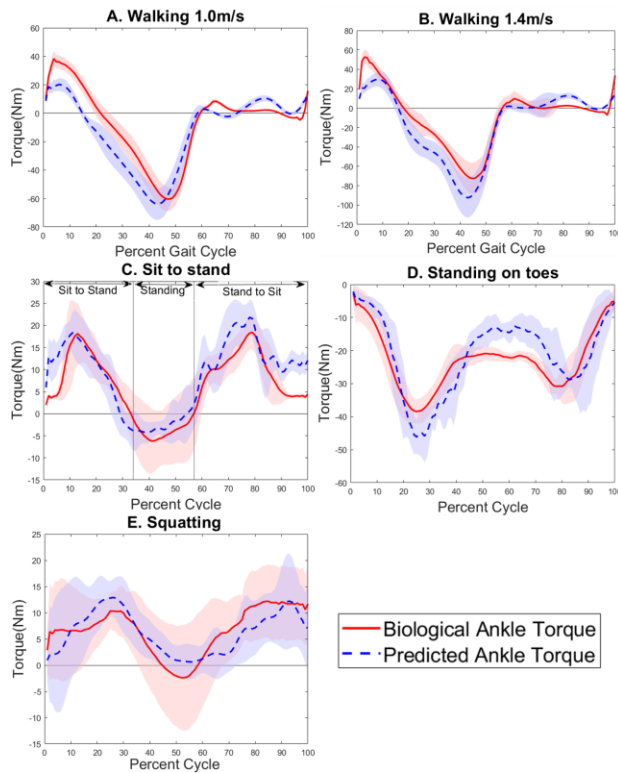 A. Walking 1.0m/s
60
40
20
0
-20
-40
-60
-80
Torque(Nm)
0 10 20 30 40 50 60 70 80 90 100
Percent Gait Cycle
B. Walking 1.4m/s
80
60
40
20
0
-20
-40
-60
-80
-100
-120
Torque(Nm)
0 10 20 30 40 50 60 70 80 90 100
Percent Gait Cycle
C. Sit to stand
Sit to Stand Standing Stand to Sit
30
25
20
15
10
5
0
-5
-10
-15
Torque(Nm)
0 10 20 30 40 50 60 70 80 90 100
Percent Cycle
D. Standing on toes
0
-10
-20
-30
-40
-50
-60
Torque(Nm)
0 10 20 30 40 50 60 70 80 90 100
Percent Cycle
E. Squatting
25
20
15
10
5
0
-5
-10
-15
Torque(Nm)
0 10 20 30 40 50 60 70 80 90 100
Percent Cycle
Biological Ankle Torque
Predicted Ankle Torque